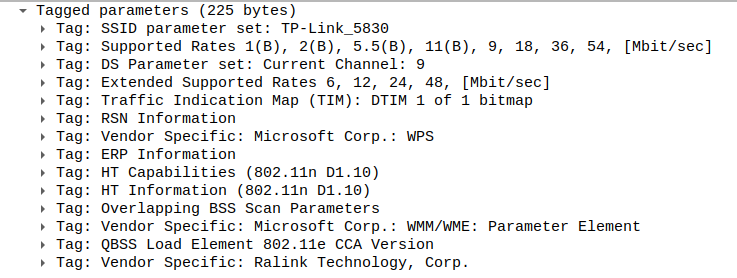 Tagged parameters (225 bytes)
Tag: SSID parameter set: TP-Link_5830
Tag: Supported Rates 1(B), 2(B), 5.5(B), 11(B), 9, 18, 36, 54, [Mbit/sec]
Tag: DS Parameter set: Current Channel: 9
Tag: Extended Supported Rates 6, 12, 24, 48, [Mbit/sec]
Tag: Traffic Indication Map (TIM): DTIM 1 of 1 bitmap
Tag: RSN Information
Tag: Vendor Specific: Microsoft Corp.: WPS
Tag: ERP Information
Tag: HT Capabilities (802.11n D1.10)
Tag: HT Information (802.11n D1.10)
Tag: Overlapping BSS Scan Parameters
Tag: Vendor Specific: Microsoft Corp.: WMM/WME: Parameter Element
Tag: QBSS Load Element 802.11e CCA Version
Tag: Vendor Specific: Ralink Technology, Corp.